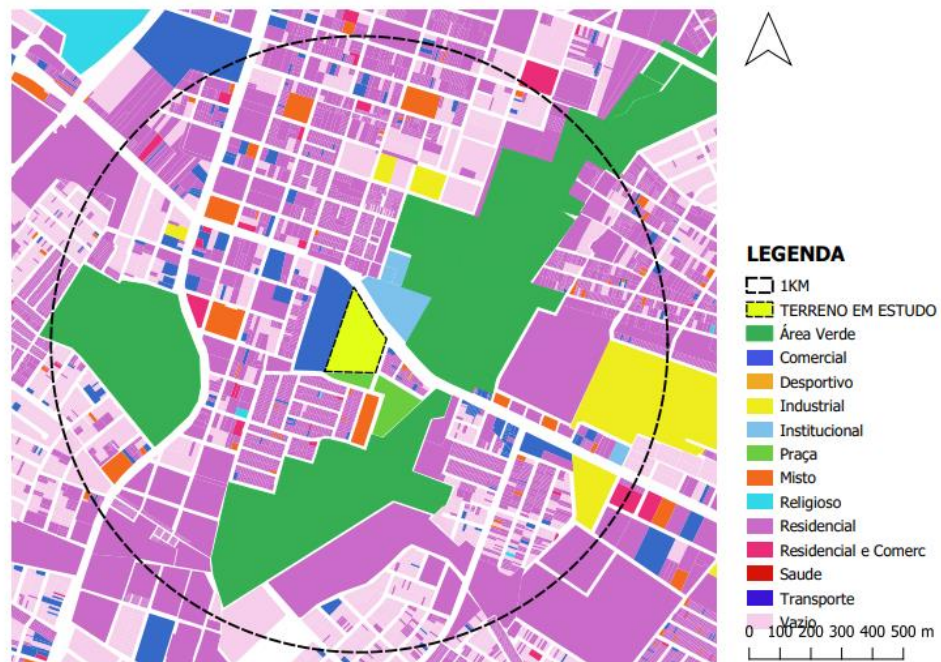 LEGENDA
1KM
TERRENO EM ESTUDO
Área Verde
Comercial
Desportivo
Industrial
Institucional
Praça
Misto
Religioso
Residencial
Residencial e Comerc
Saude
Transporte
Vazio
0 100 200 300 400 500 m